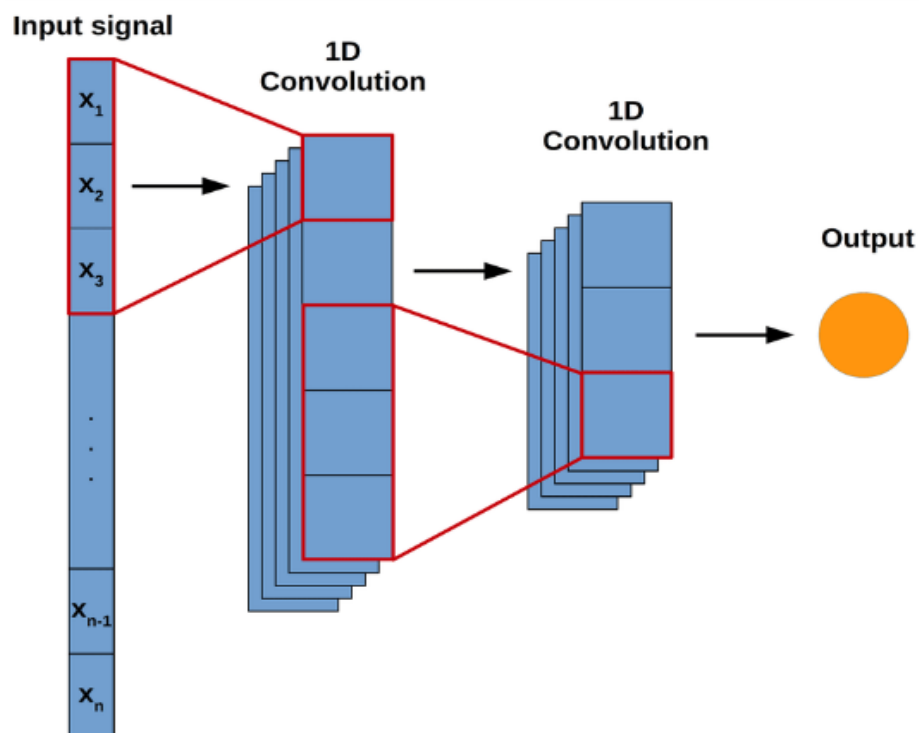 Input signal
1D
Convolution
1D
Convolution
Output
x₁
x₂
x₃
.
.
.
xₙ₋₁
xₙ